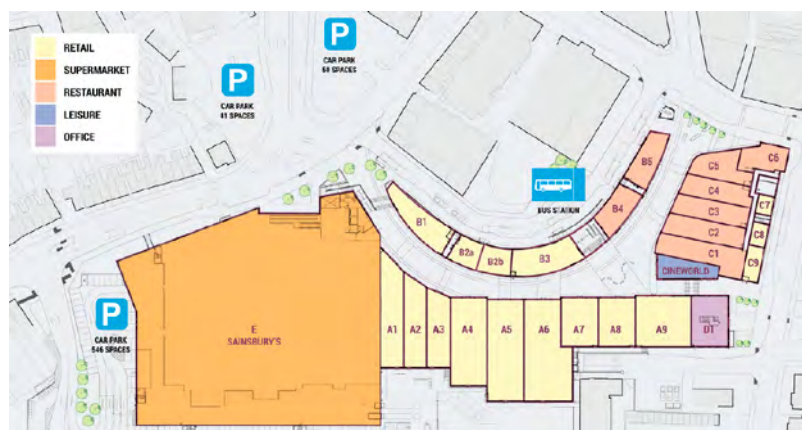 RETAIL
SUPERMARKET
RESTAURANT
LEISURE
OFFICE
P
CAR PARK
41 SPACES
P
CAR PARK
50 SPACES
BUS STATION
P
CAR PARK
546 SPACES
E
SAINSBURY'S
B1
B2a
B2b
B3
B4
B5
C6
C5
C4
C3
C2
C1
C7
C8
C9
CINEWORLD
A1
A2
A3
A4
A5
A6
A7
A8
A9
DT